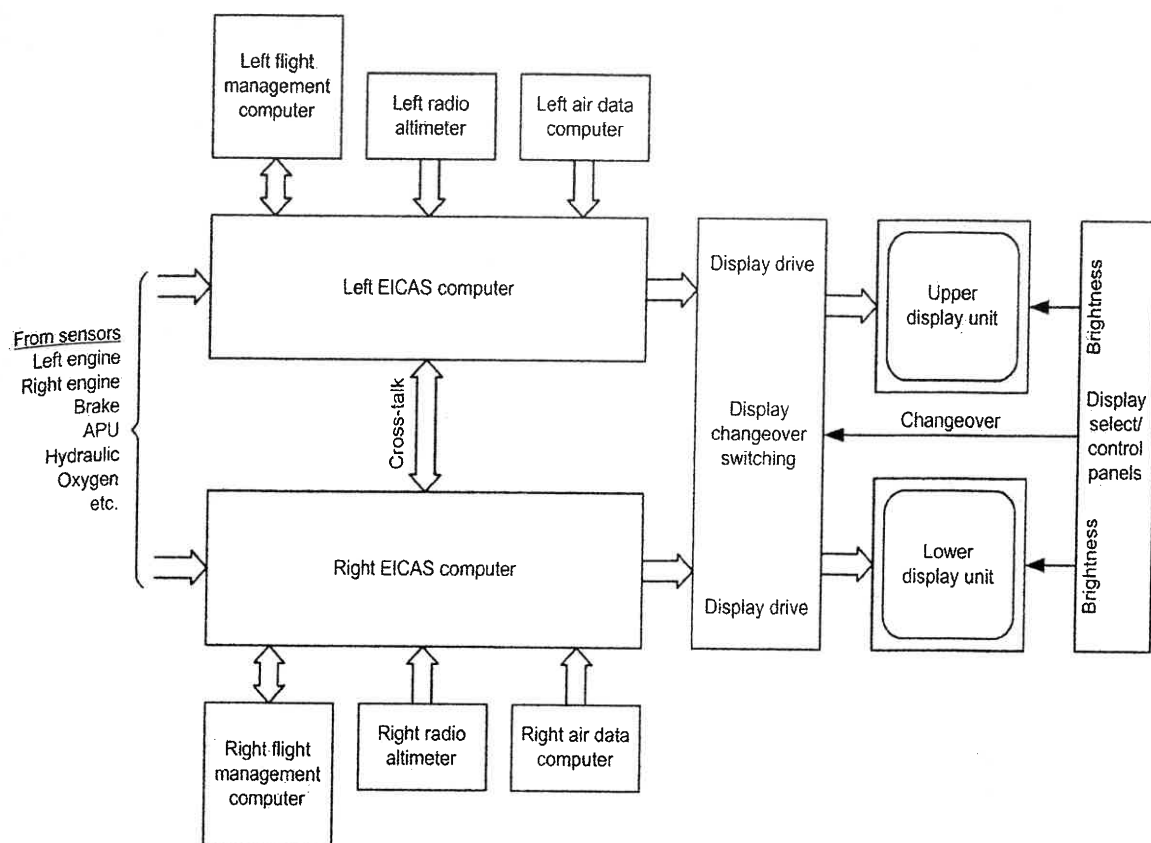 Left flight
management
computer
Left radio
altimeter
Left air data
computer
Left EICAS computer
Display drive
Upper
display unit
Brightness
From sensors
Left engine
Right engine
Brake
APU
Hydraulic
Oxygen
etc.
Cross-talk
Display
changeover
switching
Changeover
Display
select/
control
panels
Right EICAS computer
Display drive
Lower
display unit
Brightness
Right flight
management
computer
Right radio
altimeter
Right air data
computer